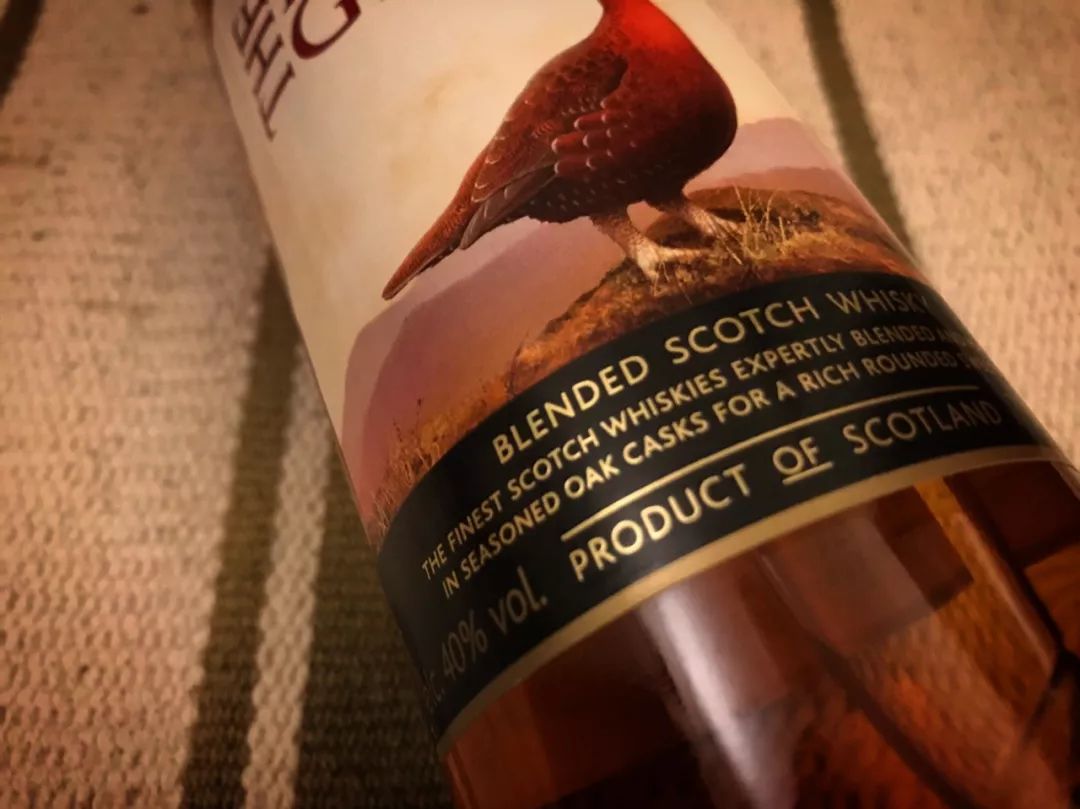 THE
G
BLENDED SCOTCH WHISKY
THE FINEST SCOTCH WHISKIES EXPERTLY BLENDED
IN SEASONED OAK CASKS FOR A RICH ROUNDED
PRODUCT OF SCOTLAND
40% vol.